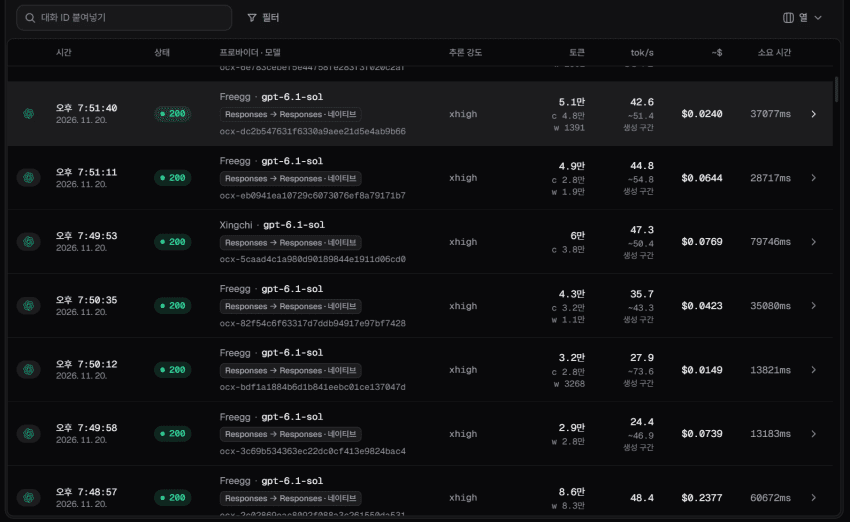 대화 ID 붙여넣기
필터
열
시간 상태 프로바이더 · 모델 추론 강도 토큰 tok/s ~$ 소요 시간
오후 7:51:40
2026. 11. 20.
200
Freegg · gpt-6.1-sol
Responses → Responses · 네이티브
ocx-dc2b547631f6330a9aee21d5e4ab9b66
xhigh
5.1만
c 4.8만
w 1391
42.6
~51.4
생성 구간
$0.0240
37077ms
오후 7:51:11
2026. 11. 20.
200
Freegg · gpt-6.1-sol
Responses → Responses · 네이티브
ocx-eb0941ea10729c6073076ef8a79171b7
xhigh
4.9만
c 2.8만
w 1.9만
44.8
~54.8
생성 구간
$0.0644
28717ms
오후 7:49:53
2026. 11. 20.
200
Xingchi · gpt-6.1-sol
Responses → Responses · 네이티브
ocx-5caad4c1a980d90189844e1911d06cd0
xhigh
6만
c 3.8만
47.3
~50.4
생성 구간
$0.0769
79746ms
오후 7:50:35
2026. 11. 20.
200
Freegg · gpt-6.1-sol
Responses → Responses · 네이티브
ocx-82f54c6f63317d7ddb94917e97bf7428
xhigh
4.3만
c 3.2만
w 1.1만
35.7
~43.3
생성 구간
$0.0423
35080ms
오후 7:50:12
2026. 11. 20.
200
Freegg · gpt-6.1-sol
Responses → Responses · 네이티브
ocx-bdf1a1884b6d1b841eebc01ce137047d
xhigh
3.2만
c 2.8만
w 3268
27.9
~73.6
생성 구간
$0.0149
13821ms
오후 7:49:58
2026. 11. 20.
200
Freegg · gpt-6.1-sol
Responses → Responses · 네이티브
ocx-3c69b534363ec22dc0cf413e9824bac4
xhigh
2.9만
w 2.8만
24.4
~46.9
생성 구간
$0.0739
13183ms
오후 7:48:57
2026. 11. 20.
200
Freegg · gpt-6.1-sol
Responses → Responses · 네이티브
xhigh
8.6만
w 8.3만
48.4
$0.2377
60672ms